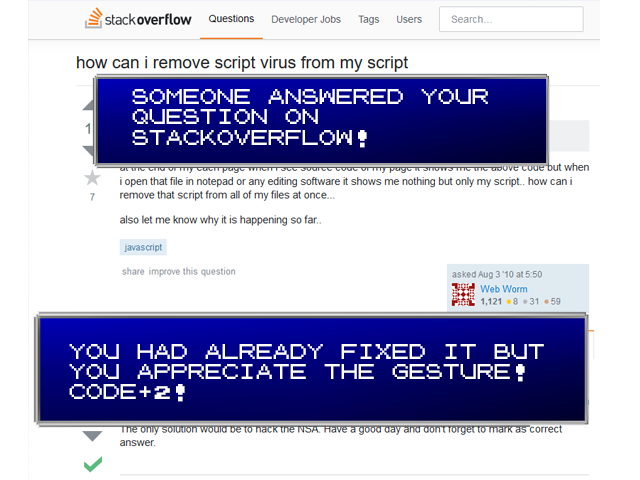 stackoverflow Questions Developer Jobs Tags Users Search...
how can i remove script virus from my script
SOMEONE ANSWERED YOUR
QUESTION ON
STACKOVERFLOW!
1
at the end of my each page when i see source code of my page it shows me the above code but when
i open that file in notepad or any editing software it shows me nothing but only my script.. how can i
remove that script from all of my files at once...
7
also let me know why it is happening so far..
javascript
share improve this question
asked Aug 3 '10 at 5:50
Web Worm
1,121 8 31 59
YOU HAD ALREADY FIXED IT BUT
YOU APPRECIATE THE GESTURE!
CODE+2!
The only solution would be to hack the NSA. Have a good day and don't forget to mark as correct
answer.